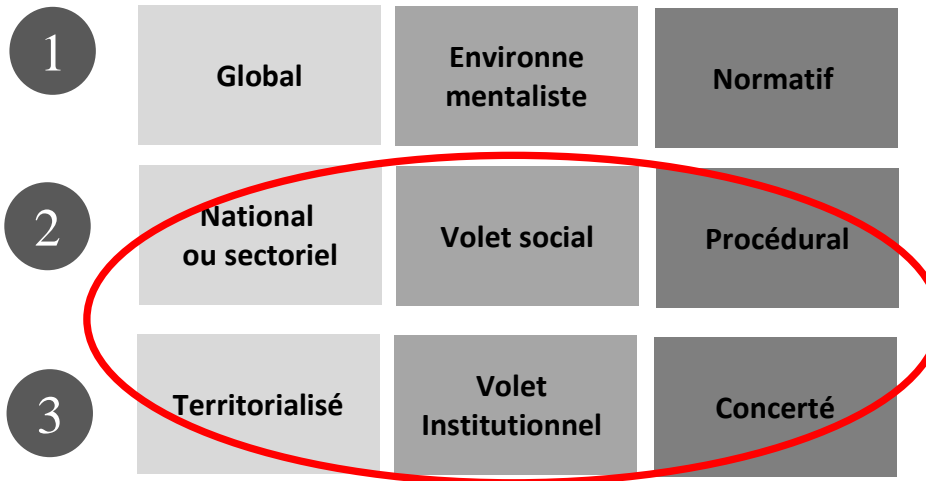 1
Global
Environne
mentaliste
Normatif
2
National
ou sectoriel
Volet social
Procédural
3
Territorialisé
Volet
Institutionnel
Concerté